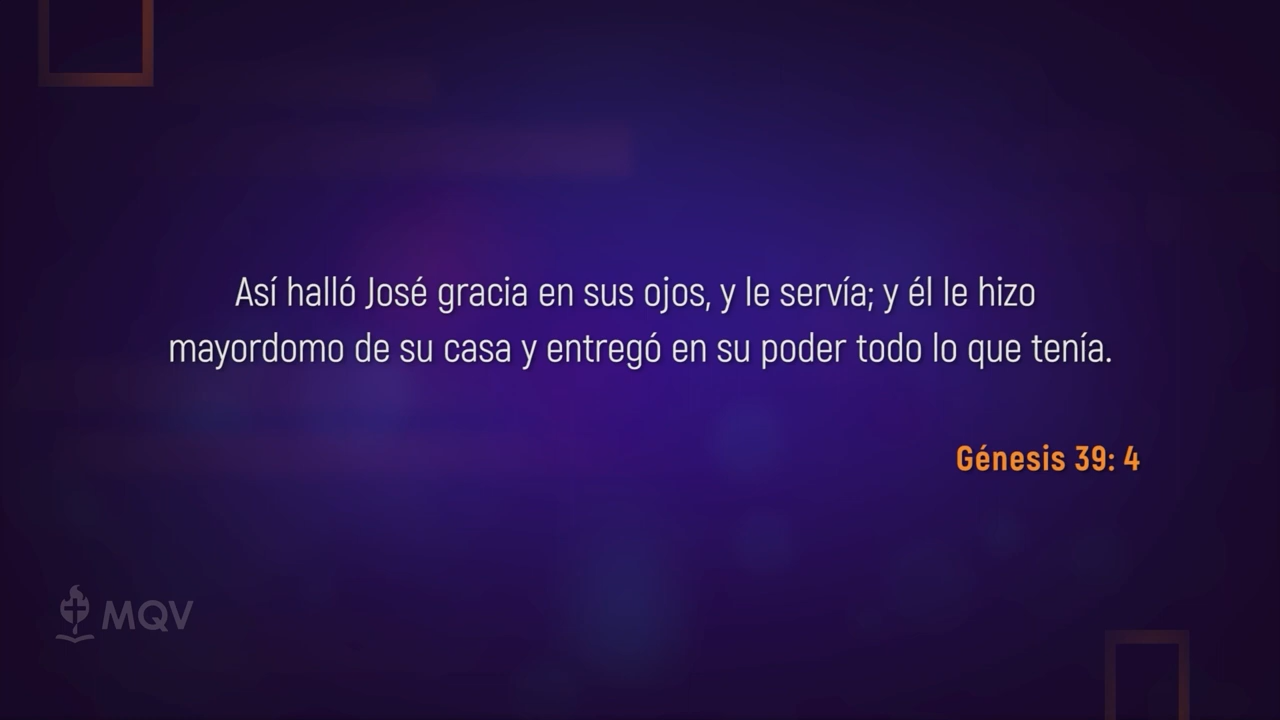 Así halló José gracia en sus ojos, y le servía; y él le hizo
mayordomo de su casa y entregó en su poder todo lo que tenía.
Génesis 39: 4
MQV